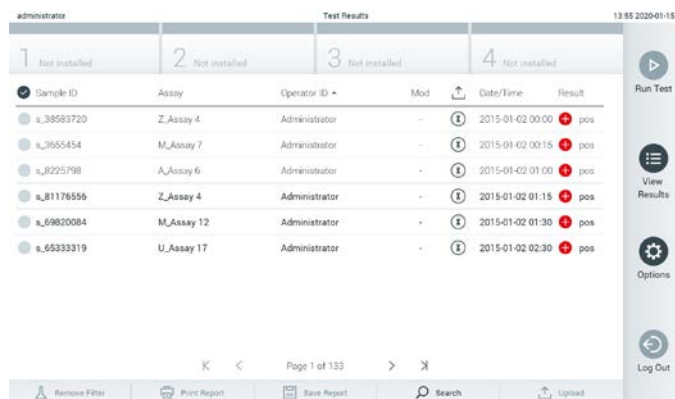 administrator Test Results 13:55 2020-01-15
1 Not installed 2 Not installed 3 Not installed 4 Not installed
Run Test
Sample ID Assay Operator ID Mod Date/Time Result
s_38583720 Z_Assay 4 Administrator - 2015-01-02 00:00 pos
s_3655454 M_Assay 7 Administrator - 2015-01-02 00:15 pos
s_8225798 A_Assay 6 Administrator - 2015-01-02 01:00 pos
View Results
s_81176556 Z_Assay 4 Administrator - 2015-01-02 01:15 pos
s_69820084 M_Assay 12 Administrator - 2015-01-02 01:30 pos
s_65333319 U_Assay 17 Administrator - 2015-01-02 02:30 pos
Options
Page 1 of 133
Log Out
Remove Filter Print Report Save Report Search Upload